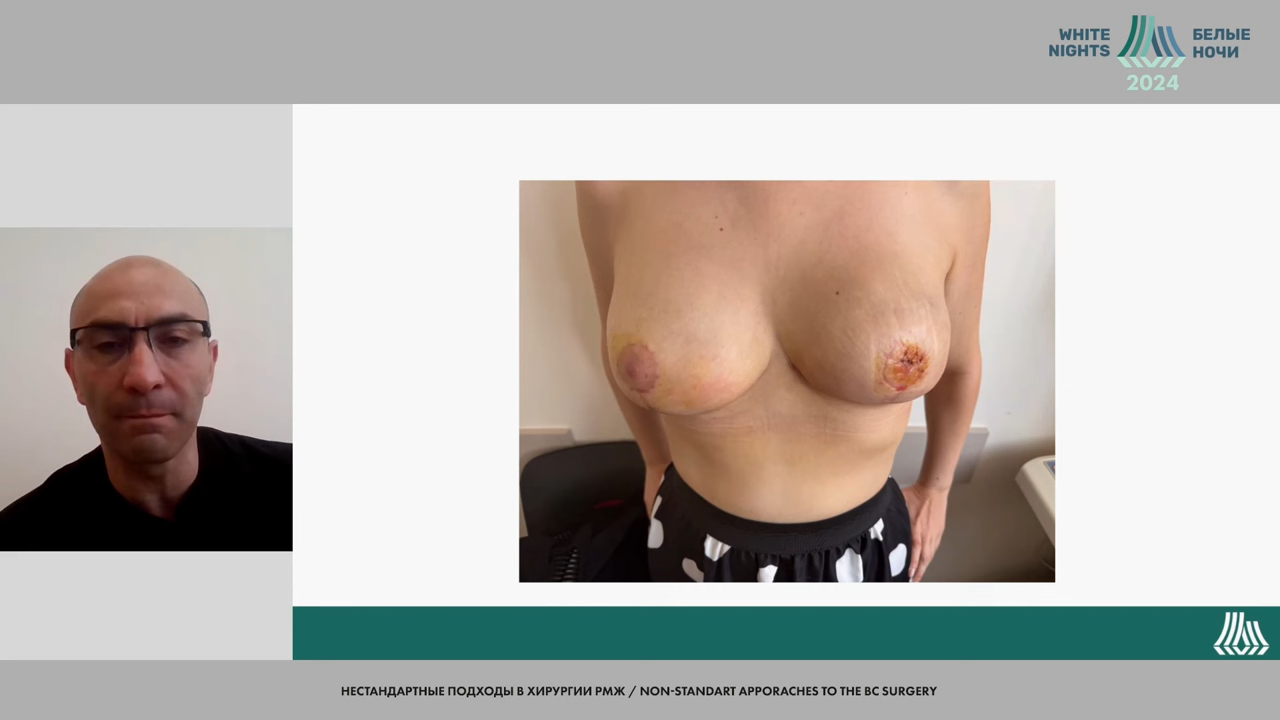 WHITE
NIGHTS
БЕЛЫЕ
НОЧИ
2024
НЕСТАНДАРТНЫЕ ПОДХОДЫ В ХИРУРГИИ РМЖ / NON-STANDART APPORACHES TO THE BC SURGERY